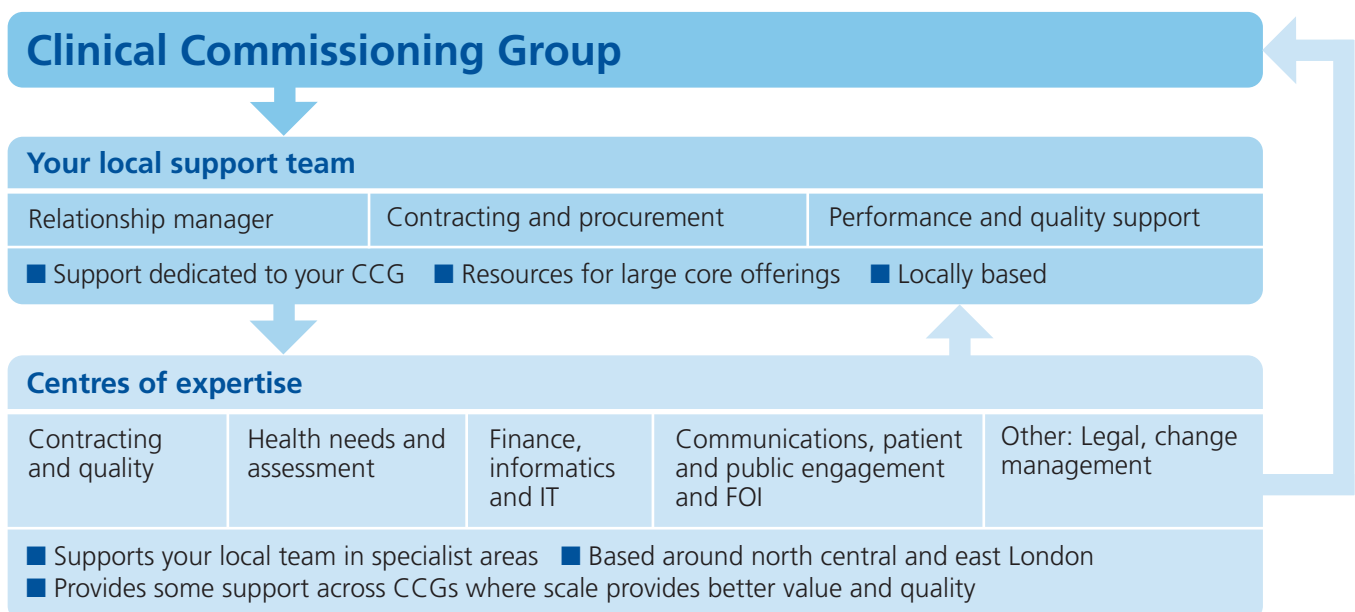 Clinical Commissioning Group
Your local support team
Relationship manager
Contracting and procurement
Performance and quality support
■ Support dedicated to your CCG ■ Resources for large core offerings ■ Locally based
Centres of expertise
Contracting
and quality
Health needs and
assessment
Finance,
informatics
and IT
Communications, patient
and public engagement
and FOI
Other: Legal, change
management
■ Supports your local team in specialist areas ■ Based around north central and east London
■ Provides some support across CCGs where scale provides better value and quality